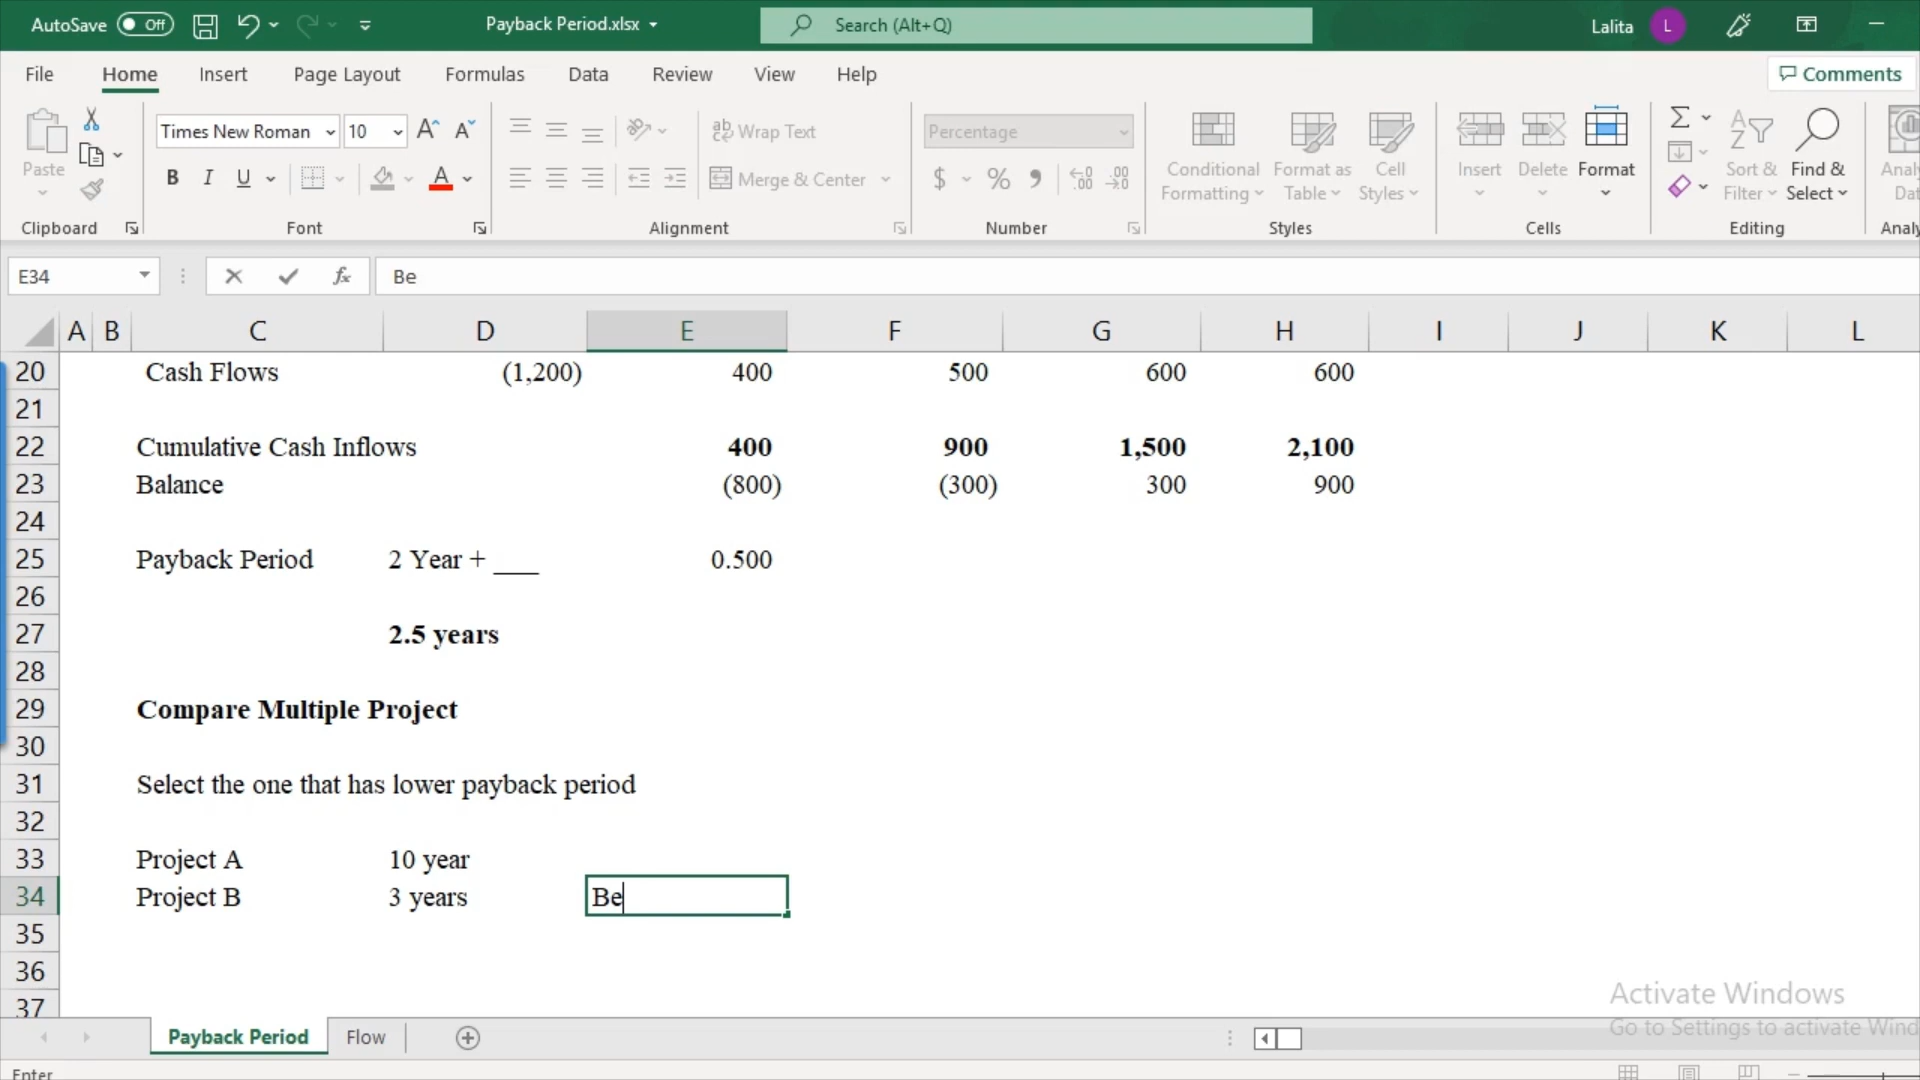 AutoSave Off Payback Period.xlsx Search (Alt+Q) Lalita L
File Home Insert Page Layout Formulas Data Review View Help Comments
Times New Roman 10 Wrap Text Percentage
Paste B I U A Merge & Center $ % Conditional Formatting Format as Table Cell Styles Insert Delete Format Sort & Filter Find & Select
Clipboard Font Alignment Number Styles Cells Editing
E34 fx Be
A B C D E F G H I J K L
20 Cash Flows (1,200) 400 500 600 600
21
22 Cumulative Cash Inflows 400 900 1,500 2,100
23 Balance (800) (300) 300 900
24
25 Payback Period 2 Year + ___ 0.500
26
27 2.5 years
28
29 Compare Multiple Project
30
31 Select the one that has lower payback period
32
33 Project A 10 year
34 Project B 3 years Be
35
36
37
Activate Windows
Go to Settings to activate Wind
Payback Period Flow
Enter